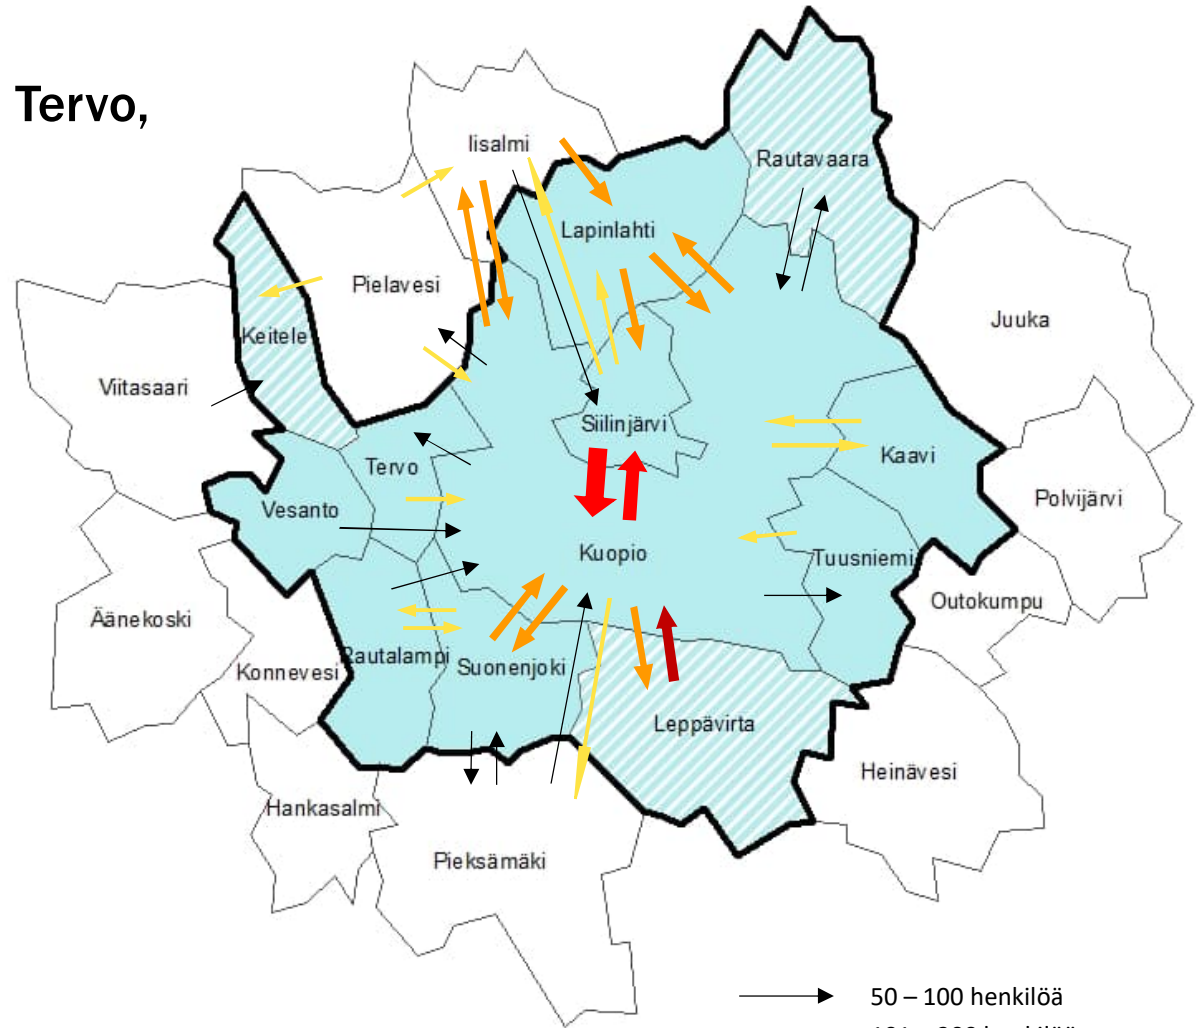 Tervo,
Iisalmi
Rautavaara
Lapinlahti
Pielavesi
Juuka
Keitele
Viitasaari
Siilinjärvi
Kaavi
Tervo
Polvijärvi
Vesanto
Kuopio
Tuusniemi
Outokumpu
Äänekoski
Rautalampi
Suonenjoki
Konnevesi
Leppävirta
Heinävesi
Hankasalmi
Pieksämäki
50 – 100 henkilöä